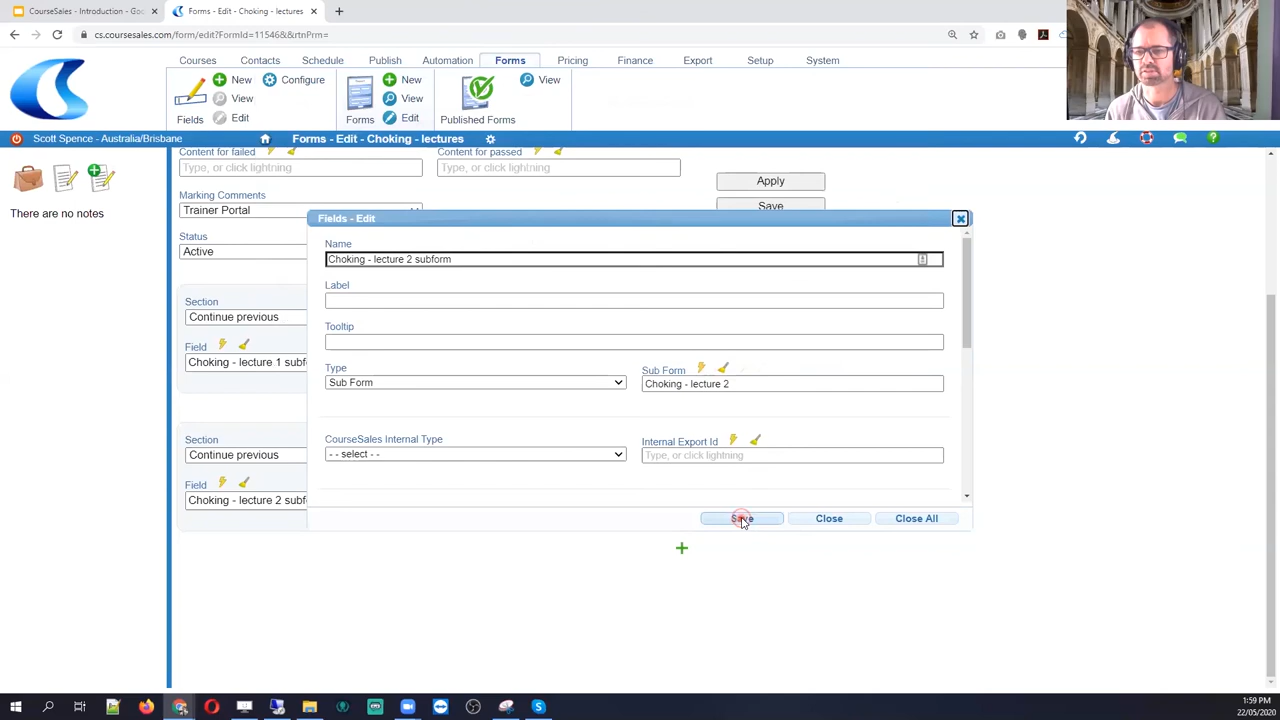 CourseSales - Introduction - Goo
Forms - Edit - Choking - lectures
cs.coursesales.com/form/edit?FormId=11546&&rtnPrm=
Courses Contacts Schedule Publish Automation Forms Pricing Finance Export Setup System
New Configure New View
View View
Edit Edit
Fields Forms Published Forms
Scott Spence - Australia/Brisbane Forms - Edit - Choking - lectures
There are no notes
Content for failed Content for passed
Type, or click lightning Type, or click lightning
Apply
Marking Comments
Trainer Portal
Save
Status
Active
Section
Continue previous
Field
Choking - lecture 1 subf
Section
Continue previous
Field
Choking - lecture 2 subf
Fields - Edit
Name
Choking - lecture 2 subform
Label
Tooltip
Type Sub Form
Sub Form Choking - lecture 2
CourseSales Internal Type Internal Export Id
- - select - - Type, or click lightning
Save Close Close All
1:59 PM
22/05/2020